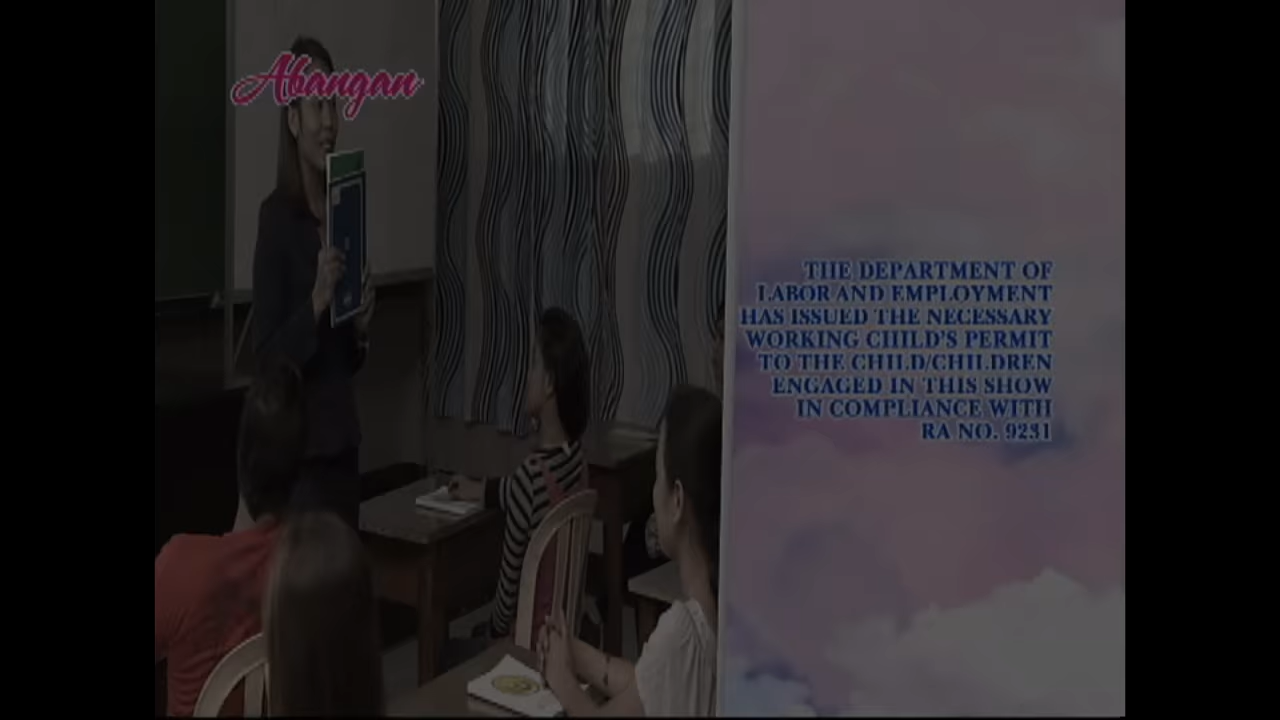 Abangan
THE DEPARTMENT OF
LABOR AND EMPLOYMENT
HAS ISSUED THE NECESSARY
WORKING CHILD'S PERMIT
TO THE CHILD/CHILDREN
ENGAGED IN THIS SHOW
IN COMPLIANCE WITH
RA NO. 9231